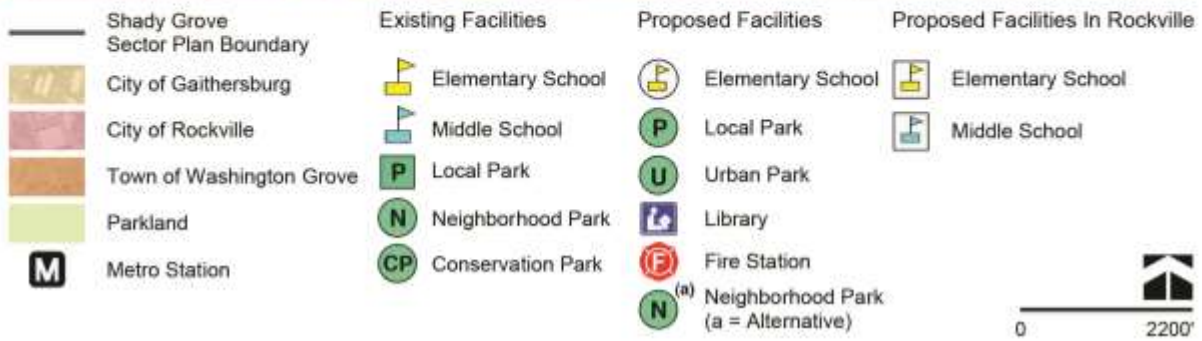 Shady Grove
Sector Plan Boundary
City of Gaithersburg
City of Rockville
Town of Washington Grove
Parkland
M
Metro Station
Existing Facilities
Elementary School
Middle School
P
Local Park
N
Neighborhood Park
CP
Conservation Park
Proposed Facilities
Elementary School
P
Local Park
U
Urban Park
Library
F
Fire Station
N (a)
Neighborhood Park
(a = Alternative)
Proposed Facilities In Rockville
Elementary School
Middle School
0 2200'